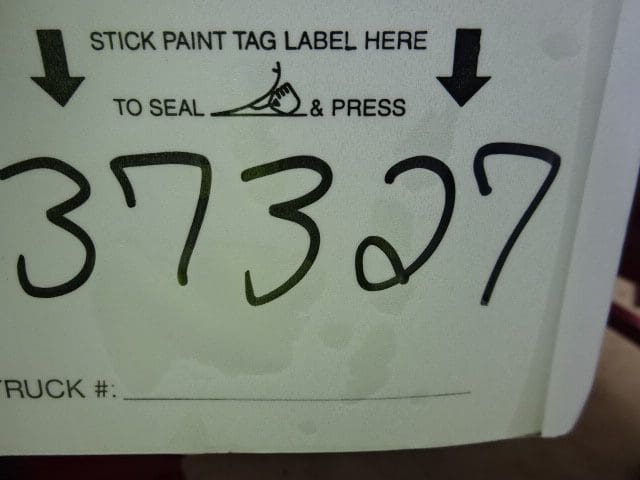 STICK PAINT TAG LABEL HERE
TO SEAL & PRESS
37327
TRUCK #: